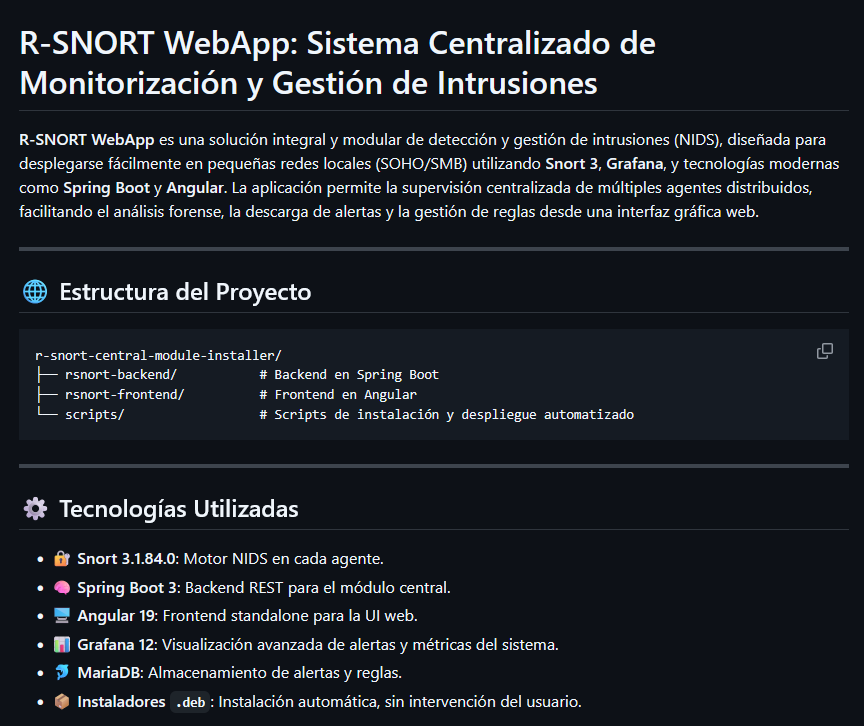 R-SNORT WebApp: Sistema Centralizado de
Monitorización y Gestión de Intrusiones
R-SNORT WebApp es una solución integral y modular de detección y gestión de intrusiones (NIDS), diseñada para
desplegarse fácilmente en pequeñas redes locales (SOHO/SMB) utilizando Snort 3, Grafana, y tecnologías modernas
como Spring Boot y Angular. La aplicación permite la supervisión centralizada de múltiples agentes distribuidos,
facilitando el análisis forense, la descarga de alertas y la gestión de reglas desde una interfaz gráfica web.
🌐 Estructura del Proyecto
r-snort-central-module-installer/
├── rsnort-backend/           # Backend en Spring Boot
├── rsnort-frontend/          # Frontend en Angular
└── scripts/                  # Scripts de instalación y despliegue automatizado
⚙️ Tecnologías Utilizadas
• 🔐 Snort 3.1.84.0: Motor NIDS en cada agente.
• 🧠 Spring Boot 3: Backend REST para el módulo central.
• 🖥️ Angular 19: Frontend standalone para la UI web.
• 📊 Grafana 12: Visualización avanzada de alertas y métricas del sistema.
• 🐬 MariaDB: Almacenamiento de alertas y reglas.
• 📦 Instaladores .deb: Instalación automática, sin intervención del usuario.